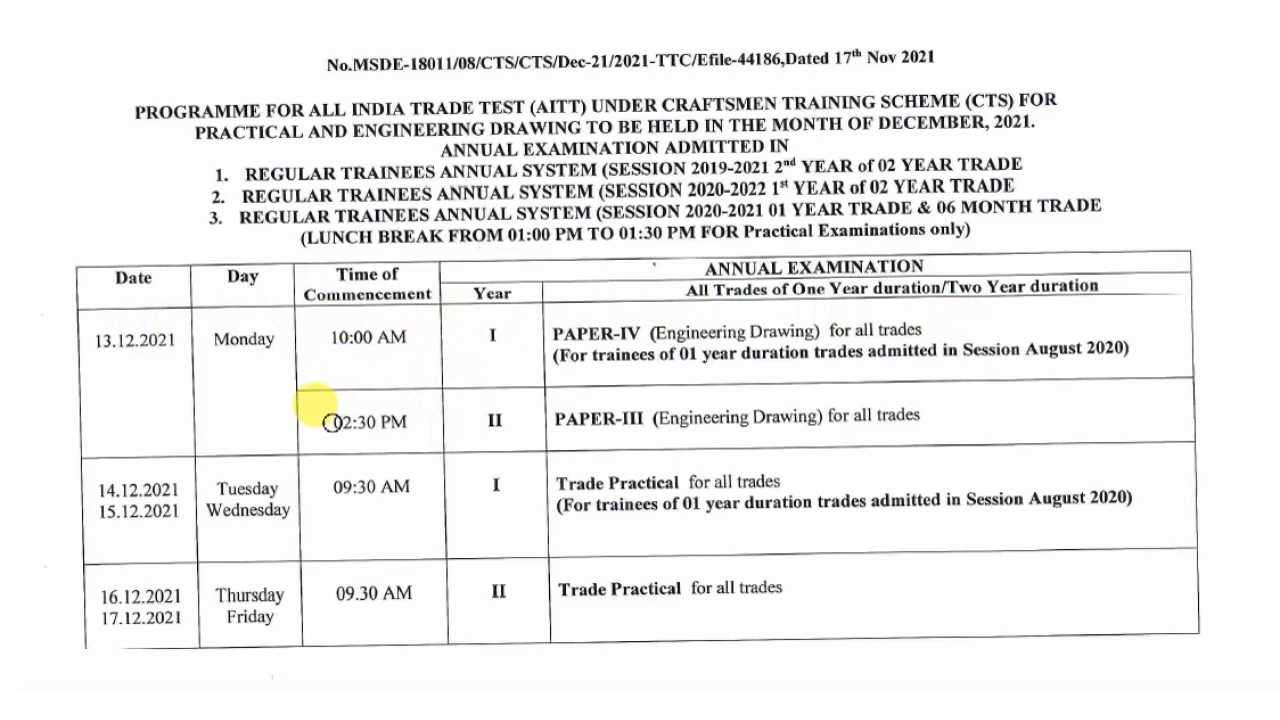 No.MSDE-18011/08/CTS/CTS/Dec-21/2021-TTC/Efile-44186,Dated 17th Nov 2021
PROGRAMME FOR ALL INDIA TRADE TEST (AITT) UNDER CRAFTSMEN TRAINING SCHEME (CTS) FOR
PRACTICAL AND ENGINEERING DRAWING TO BE HELD IN THE MONTH OF DECEMBER, 2021.
ANNUAL EXAMINATION ADMITTED IN
1. REGULAR TRAINEES ANNUAL SYSTEM (SESSION 2019-2021 2nd YEAR of 02 YEAR TRADE
2. REGULAR TRAINEES ANNUAL SYSTEM (SESSION 2020-2022 1st YEAR of 02 YEAR TRADE
3. REGULAR TRAINEES ANNUAL SYSTEM (SESSION 2020-2021 01 YEAR TRADE & 06 MONTH TRADE
(LUNCH BREAK FROM 01:00 PM TO 01:30 PM FOR Practical Examinations only)
Date Day Time of Commencement ANNUAL EXAMINATION
Year All Trades of One Year duration/Two Year duration
13.12.2021 Monday 10:00 AM I PAPER-IV (Engineering Drawing) for all trades
(For trainees of 01 year duration trades admitted in Session August 2020)
02:30 PM II PAPER-III (Engineering Drawing) for all trades
14.12.2021 Tuesday 09:30 AM I Trade Practical for all trades
15.12.2021 Wednesday (For trainees of 01 year duration trades admitted in Session August 2020)
16.12.2021 Thursday 09.30 AM II Trade Practical for all trades
17.12.2021 Friday